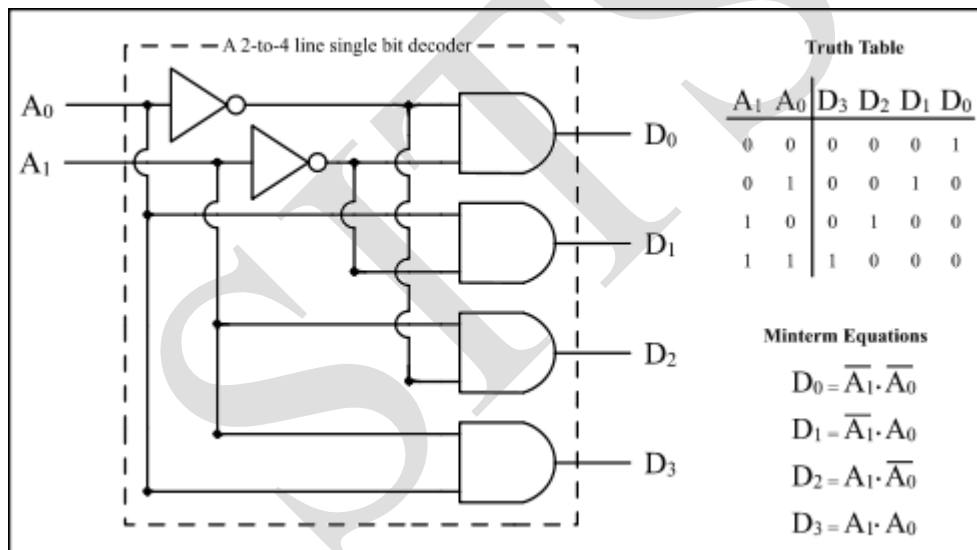 A 2-to-4 line single bit decoder
A₀
A₁
D₀
D₁
D₂
D₃
Truth Table
A₁ A₀ D₃ D₂ D₁ D₀
0 0 0 0 0 1
0 1 0 0 1 0
1 0 0 1 0 0
1 1 1 0 0 0
Minterm Equations
D₀ = A̅₁ · A̅₀
D₁ = A̅₁ · A₀
D₂ = A₁ · A̅₀
D₃ = A₁ · A₀
SITS